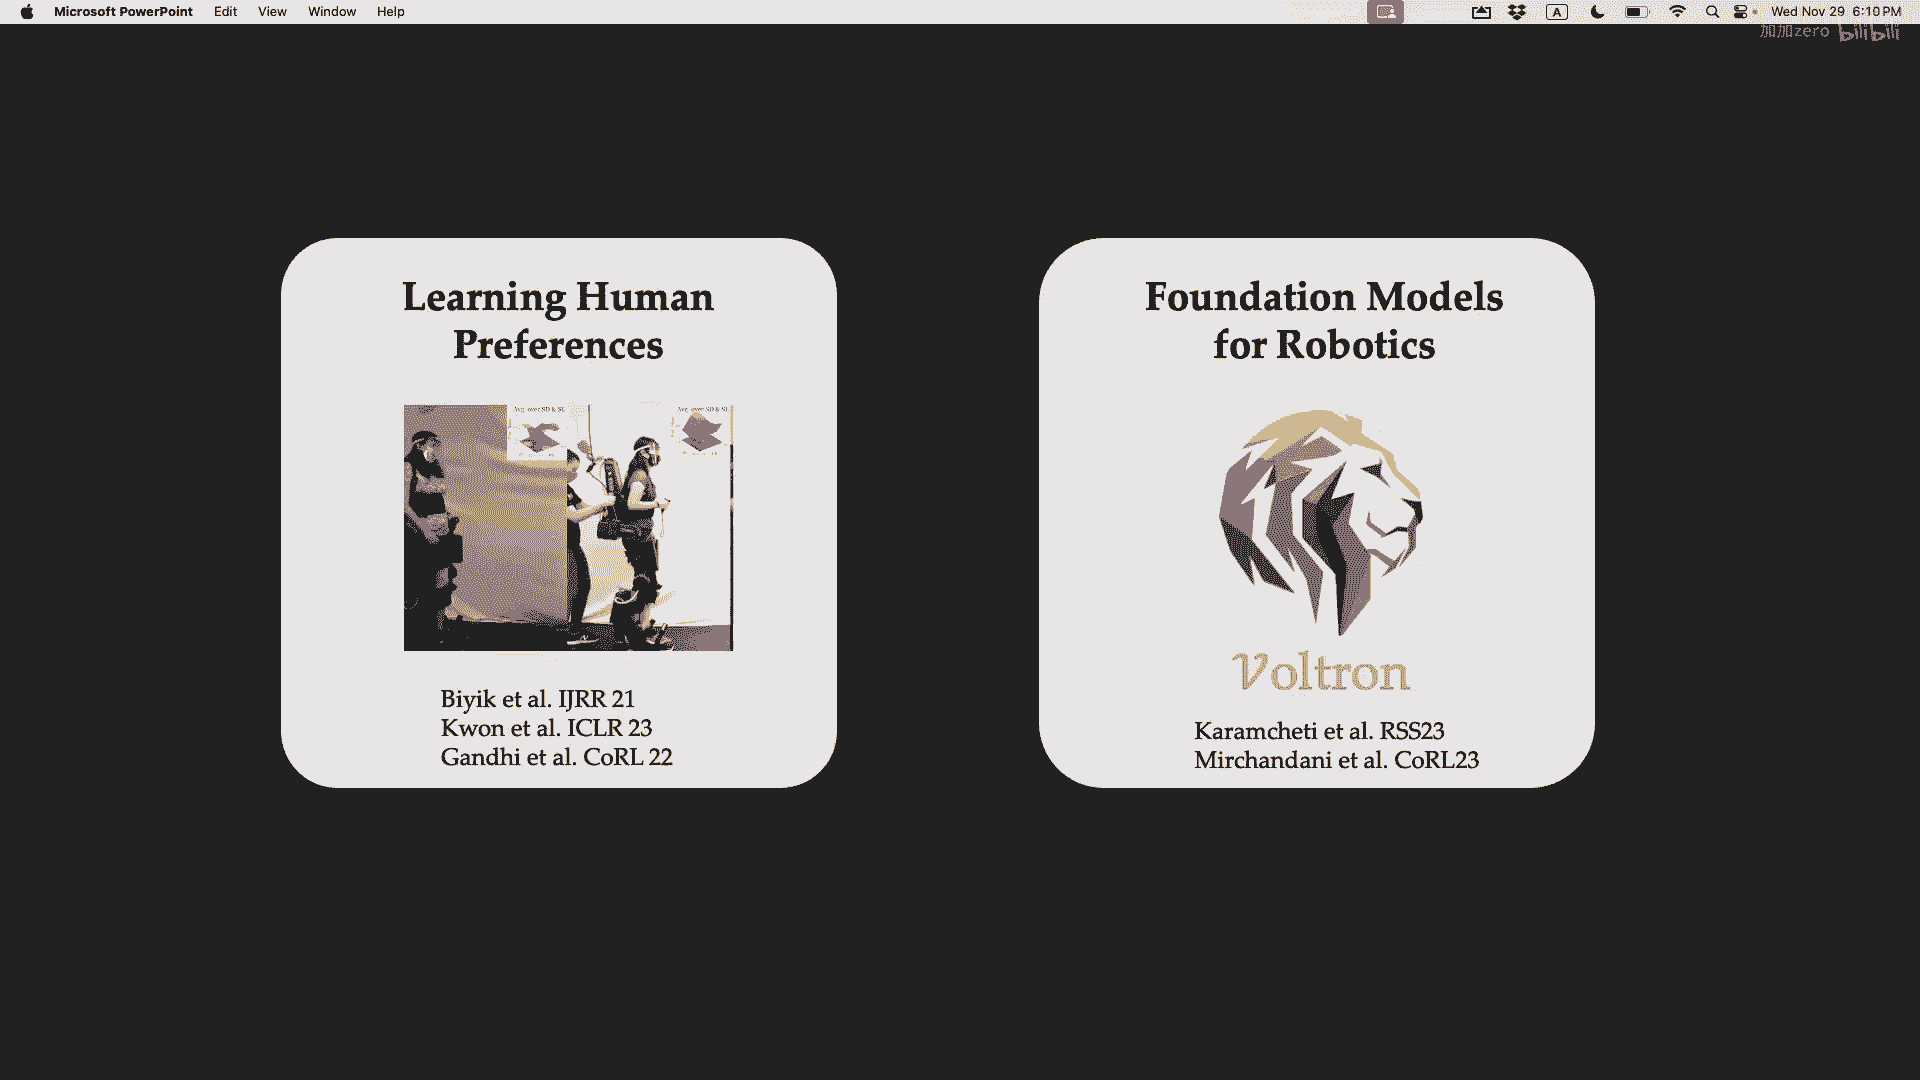 Microsoft PowerPoint Edit View Window Help
A Wed Nov 29 6:10 PM
加加zero bilibili
Learning Human
Preferences
Avg. over SD & SL
Avg. over SD & SL
Biyik et al. IJRR 21
Kwon et al. ICLR 23
Gandhi et al. CoRL 22
Foundation Models
for Robotics
Voltron
Karamcheti et al. RSS23
Mirchandani et al. CoRL23